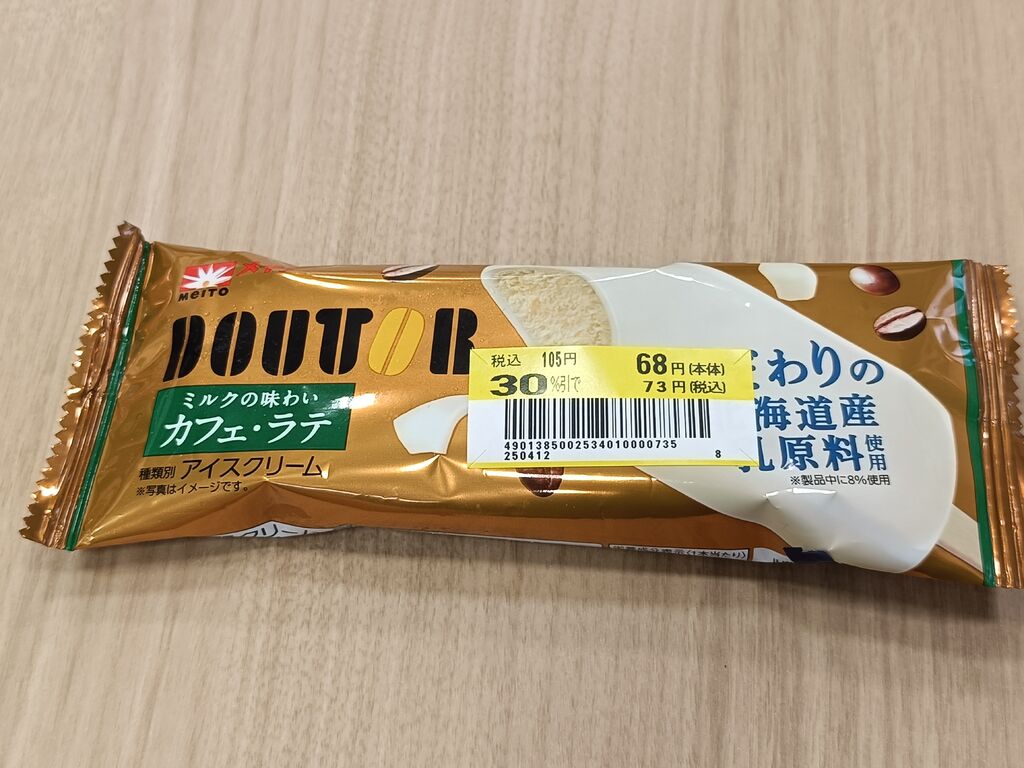 MEITO
DOUTOR
ミルクの味わい
カフェ・ラテ
種類別 アイスクリーム
※写真はイメージです。
税込 105円
30%引で
68円(本体)
73円(税込)
4901385002534010000735
250412 8
わりの
海道産
乳原料使用
※製品中に8%使用